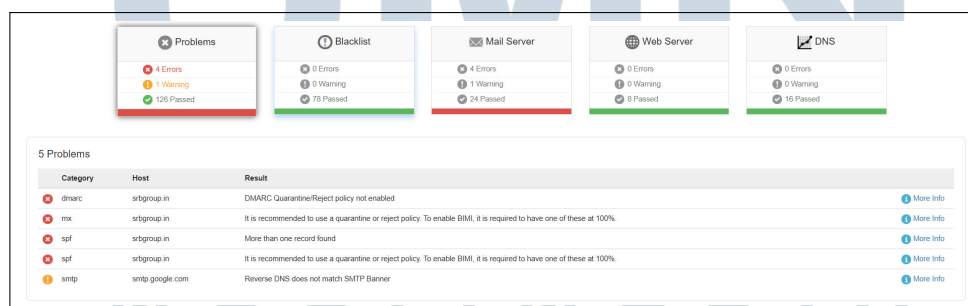 Problems
4 Errors
1 Warning
126 Passed
Blacklist
0 Errors
0 Warning
78 Passed
Mail Server
4 Errors
1 Warning
24 Passed
Web Server
0 Errors
0 Warning
8 Passed
DNS
0 Errors
0 Warning
16 Passed
5 Problems
Category Host Result
dmarc srbgroup.in DMARC Quarantine/Reject policy not enabled More Info
mx srbgroup.in It is recommended to use a quarantine or reject policy. To enable BIMI, it is required to have one of these at 100%. More Info
spf srbgroup.in More than one record found More Info
spf srbgroup.in It is recommended to use a quarantine or reject policy. To enable BIMI, it is required to have one of these at 100%. More Info
smtp smtp.google.com Reverse DNS does not match SMTP Banner More Info